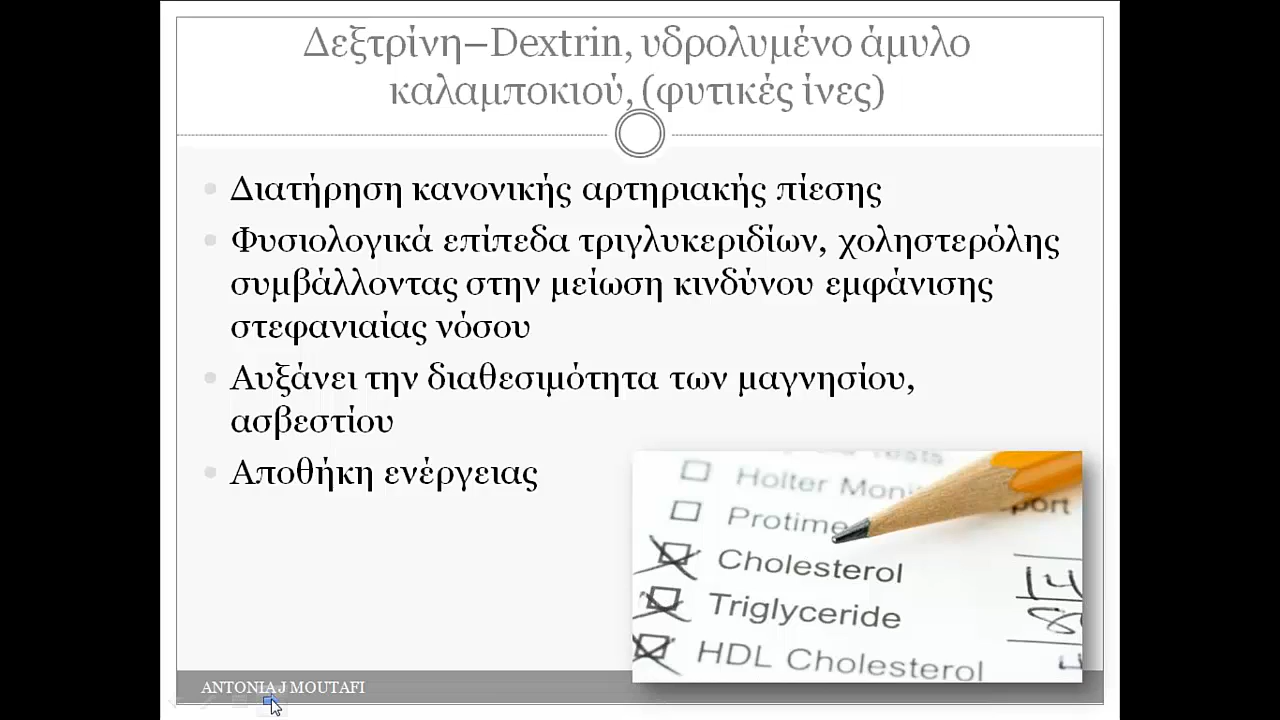 Δεξτρίνη–Dextrin, υδρολυμένο άμυλο
καλαμποκιού, (φυτικές ίνες)
Διατήρηση κανονικής αρτηριακής πίεσης
Φυσιολογικά επίπεδα τριγλυκεριδίων, χοληστερόλης
συμβάλλοντας στην μείωση κινδύνου εμφάνισης
στεφανιαίας νόσου
Αυξάνει την διαθεσιμότητα των μαγνησίου,
ασβεστίου
Αποθήκη ενέργειας
Tests
Holter
Protime
Cholesterol
Triglyceride
HDL Cholesterol
ANTONIA J MOUTAFI